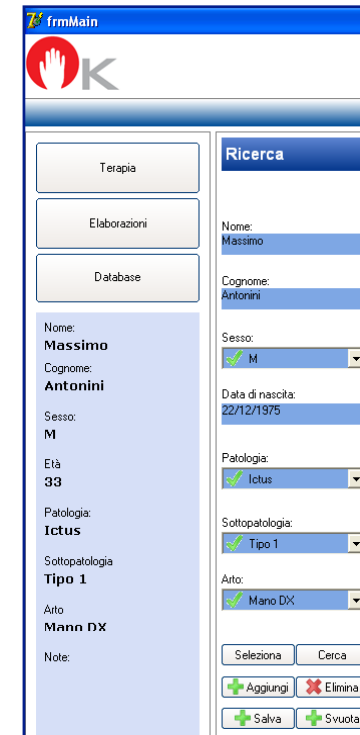 frmMain
K
Terapia
Elaborazioni
Database
Nome:
Massimo
Cognome:
Antonini
Sesso:
M
Età
33
Patologia:
Ictus
Sottopatologia
Tipo 1
Arto
Mano DX
Note:
Ricerca
Nome:
Massimo
Cognome:
Antonini
Sesso:
M
Data di nascita:
22/12/1975
Patologia:
Ictus
Sottopatologia:
Tipo 1
Arto:
Mano DX
Seleziona Cerca
Aggiungi Elimina
Salva Svuota